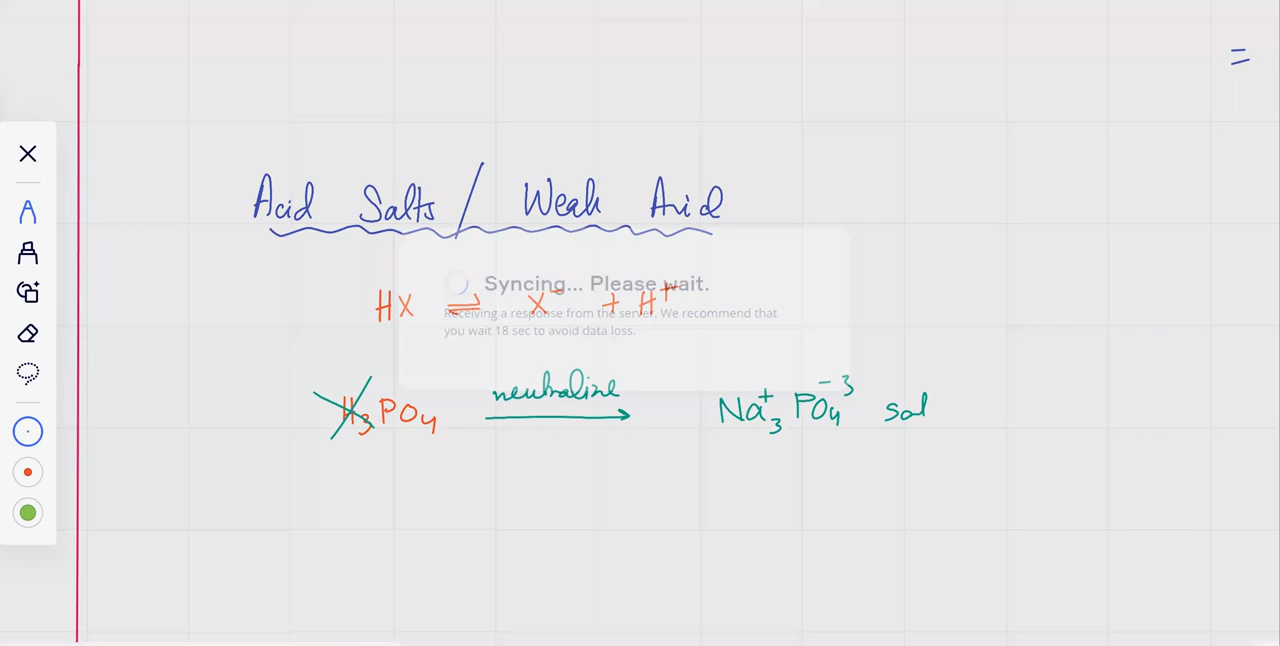 =
Acid Salts / Weak Acid
Syncing... Please wait.
HX ⇌ X⁻ + H⁺
Receiving a response from the server. We recommend that
you wait 18 sec to avoid data loss.
neutralize
H₃PO₄ → Na₃⁺PO₄⁻³ sal